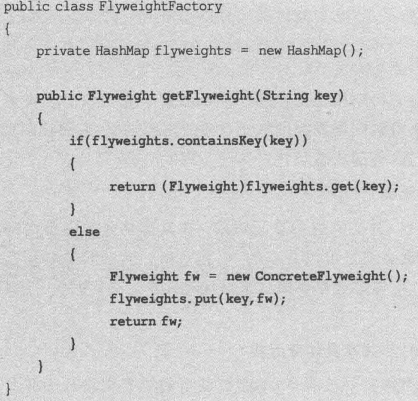 public class FlyweightFactory
{
    private HashMap flyweights = new HashMap();
    public Flyweight getFlyweight(String key)
    {
        if(flyweights.containsKey(key))
        {
            return (Flyweight)flyweights.get(key);
        }
        else
        {
            Flyweight fw = new ConcreteFlyweight();
            flyweights.put(key,fw);
            return fw;
        }
    }
}